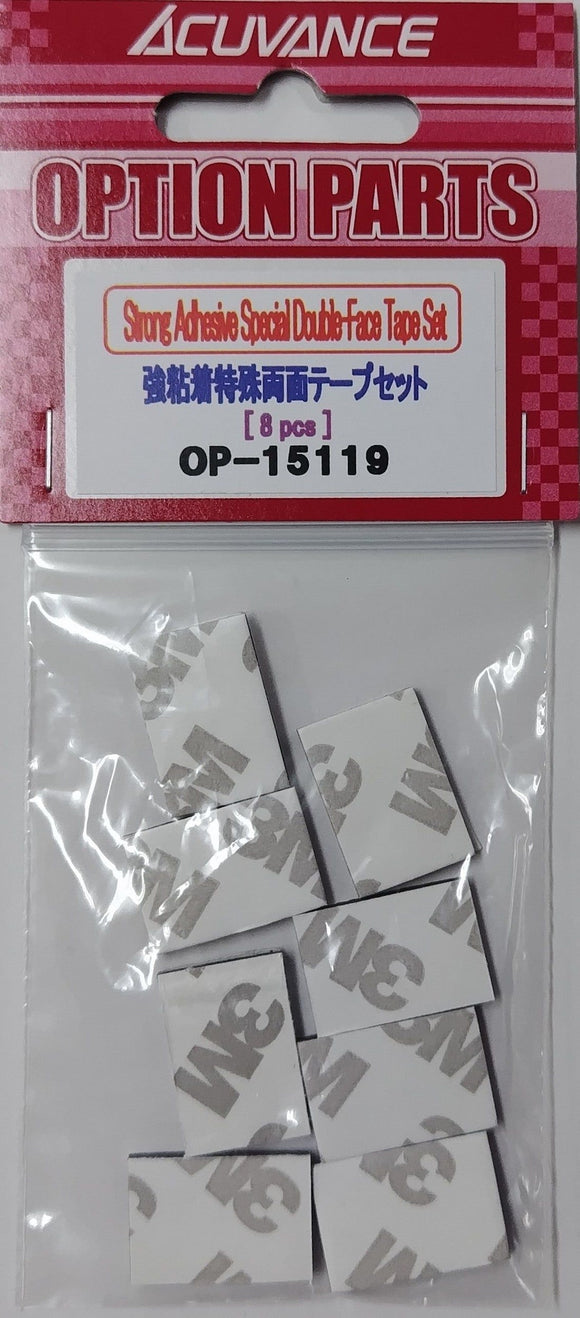 ACUVANCE
OPTION PARTS
Strong Adhesive Special Double-Face Tape Set
強粘着特殊両面テープセット
[ 8 pcs ]
OP-15119
3M
3M
3M
3M
3M
3M
3M
3M